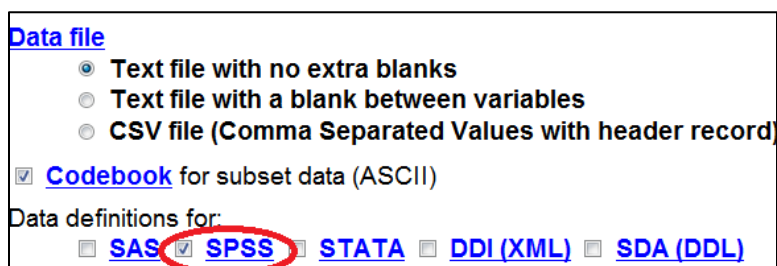 Data file
Text file with no extra blanks
Text file with a blank between variables
CSV file (Comma Separated Values with header record)
Codebook for subset data (ASCII)
Data definitions for:
SAS SPSS STATA DDI (XML) SDA (DDL)